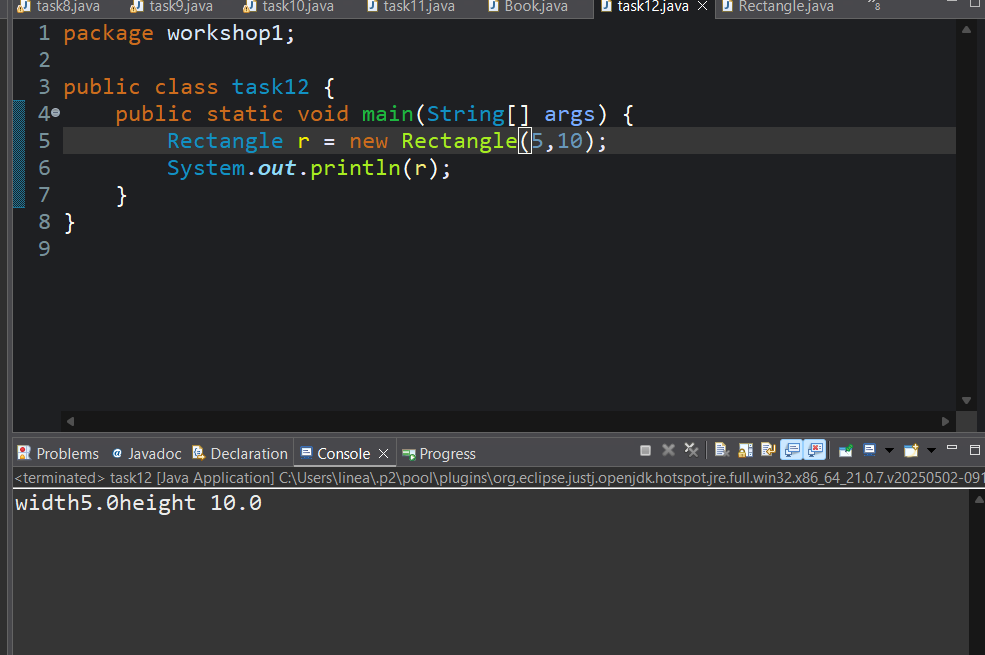 task8.java task9.java task10.java task11.java Book.java task12.java Rectangle.java 8
1 package workshop1;
2
3 public class task12 {
4 public static void main(String[] args) {
5 Rectangle r = new Rectangle(5,10);
6 System.out.println(r);
7 }
8 }
9
Problems @ Javadoc Declaration Console Progress
<terminated> task12 [Java Application] C:\Users\linea\.p2\pool\plugins\org.eclipse.justj.openjdk.hotspot.jre.full.win32.x86_64_21.0.7.v20250502-091
width5.0height 10.0